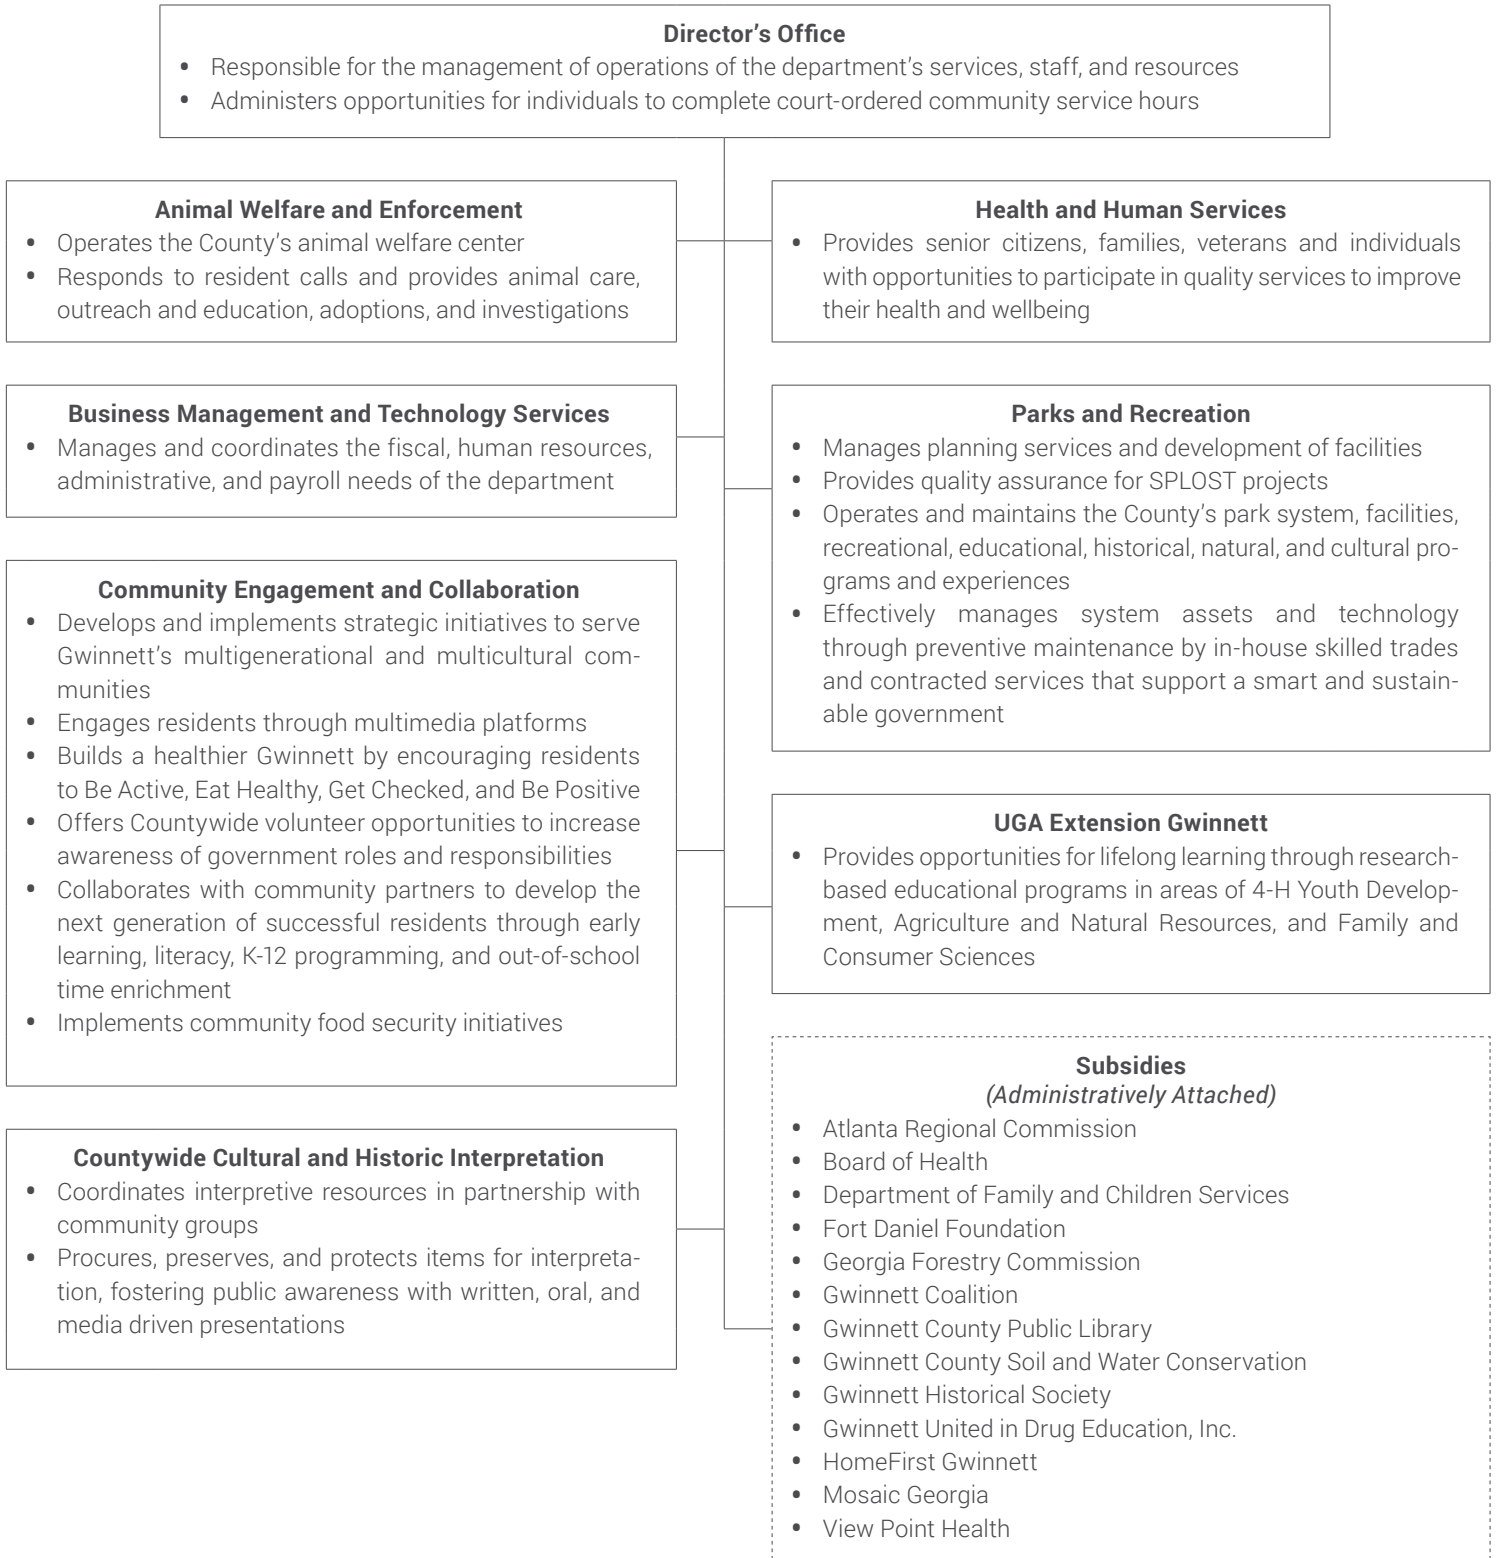 Director’s Office
• Responsible for the management of operations of the department’s services, staff, and resources
• Administers opportunities for individuals to complete court-ordered community service hours
Animal Welfare and Enforcement
• Operates the County’s animal welfare center
• Responds to resident calls and provides animal care,
outreach and education, adoptions, and investigations
Business Management and Technology Services
• Manages and coordinates the fiscal, human resources,
administrative, and payroll needs of the department
Community Engagement and Collaboration
• Develops and implements strategic initiatives to serve
Gwinnett’s multigenerational and multicultural com-
munities
• Engages residents through multimedia platforms
• Builds a healthier Gwinnett by encouraging residents
to Be Active, Eat Healthy, Get Checked, and Be Positive
• Offers Countywide volunteer opportunities to increase
awareness of government roles and responsibilities
• Collaborates with community partners to develop the
next generation of successful residents through early
learning, literacy, K-12 programming, and out-of-school
time enrichment
• Implements community food security initiatives
Countywide Cultural and Historic Interpretation
• Coordinates interpretive resources in partnership with
community groups
• Procures, preserves, and protects items for interpreta-
tion, fostering public awareness with written, oral, and
media driven presentations
Health and Human Services
• Provides senior citizens, families, veterans and individuals
with opportunities to participate in quality services to improve
their health and wellbeing
Parks and Recreation
• Manages planning services and development of facilities
• Provides quality assurance for SPLOST projects
• Operates and maintains the County’s park system, facilities,
recreational, educational, historical, natural, and cultural pro-
grams and experiences
• Effectively manages system assets and technology
through preventive maintenance by in-house skilled trades
and contracted services that support a smart and sustain-
able government
UGA Extension Gwinnett
• Provides opportunities for lifelong learning through research-
based educational programs in areas of 4-H Youth Develop-
ment, Agriculture and Natural Resources, and Family and
Consumer Sciences
Subsidies
(Administratively Attached)
• Atlanta Regional Commission
• Board of Health
• Department of Family and Children Services
• Fort Daniel Foundation
• Georgia Forestry Commission
• Gwinnett Coalition
• Gwinnett County Public Library
• Gwinnett County Soil and Water Conservation
• Gwinnett Historical Society
• Gwinnett United in Drug Education, Inc.
• HomeFirst Gwinnett
• Mosaic Georgia
• View Point Health